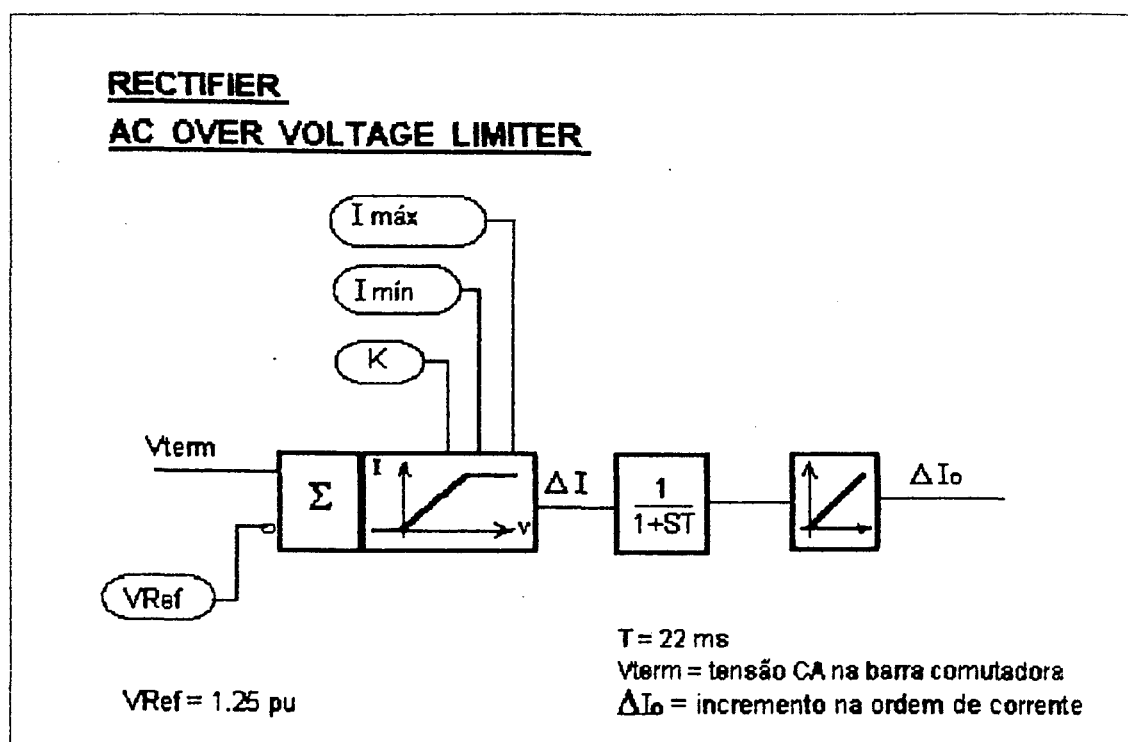 RECTIFIER
AC OVER VOLTAGE LIMITER
I máx
I mín
K
Vterm
Σ
I
v
ΔI
1
1+ST
ΔIo
VRef
T = 22 ms
Vterm = tensão CA na barra comutadora
VRef = 1.25 pu
ΔIo = incremento na ordem de corrente